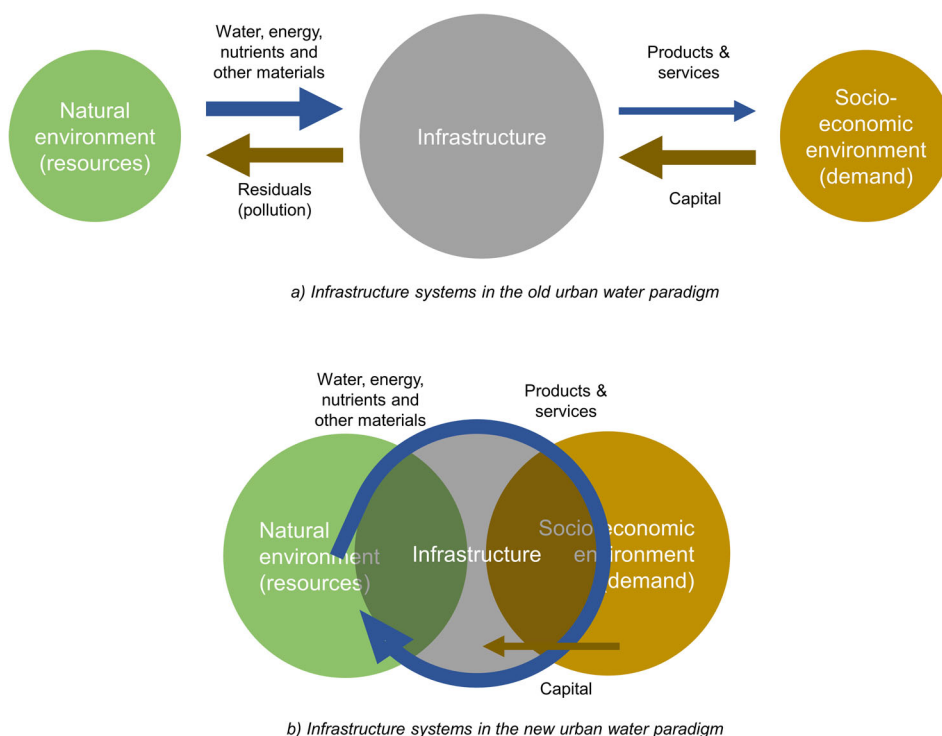 Water, energy,
nutrients and
other materials
Products &
services
Natural
environment
(resources)
Infrastructure
Socio-
economic
environment
(demand)
Residuals
(pollution)
Capital
a) Infrastructure systems in the old urban water paradigm
Water, energy,
nutrients and
other materials
Products &
services
Natural
environment
(resources)
Infrastructure
Socio-economic
environment
(demand)
Capital
b) Infrastructure systems in the new urban water paradigm